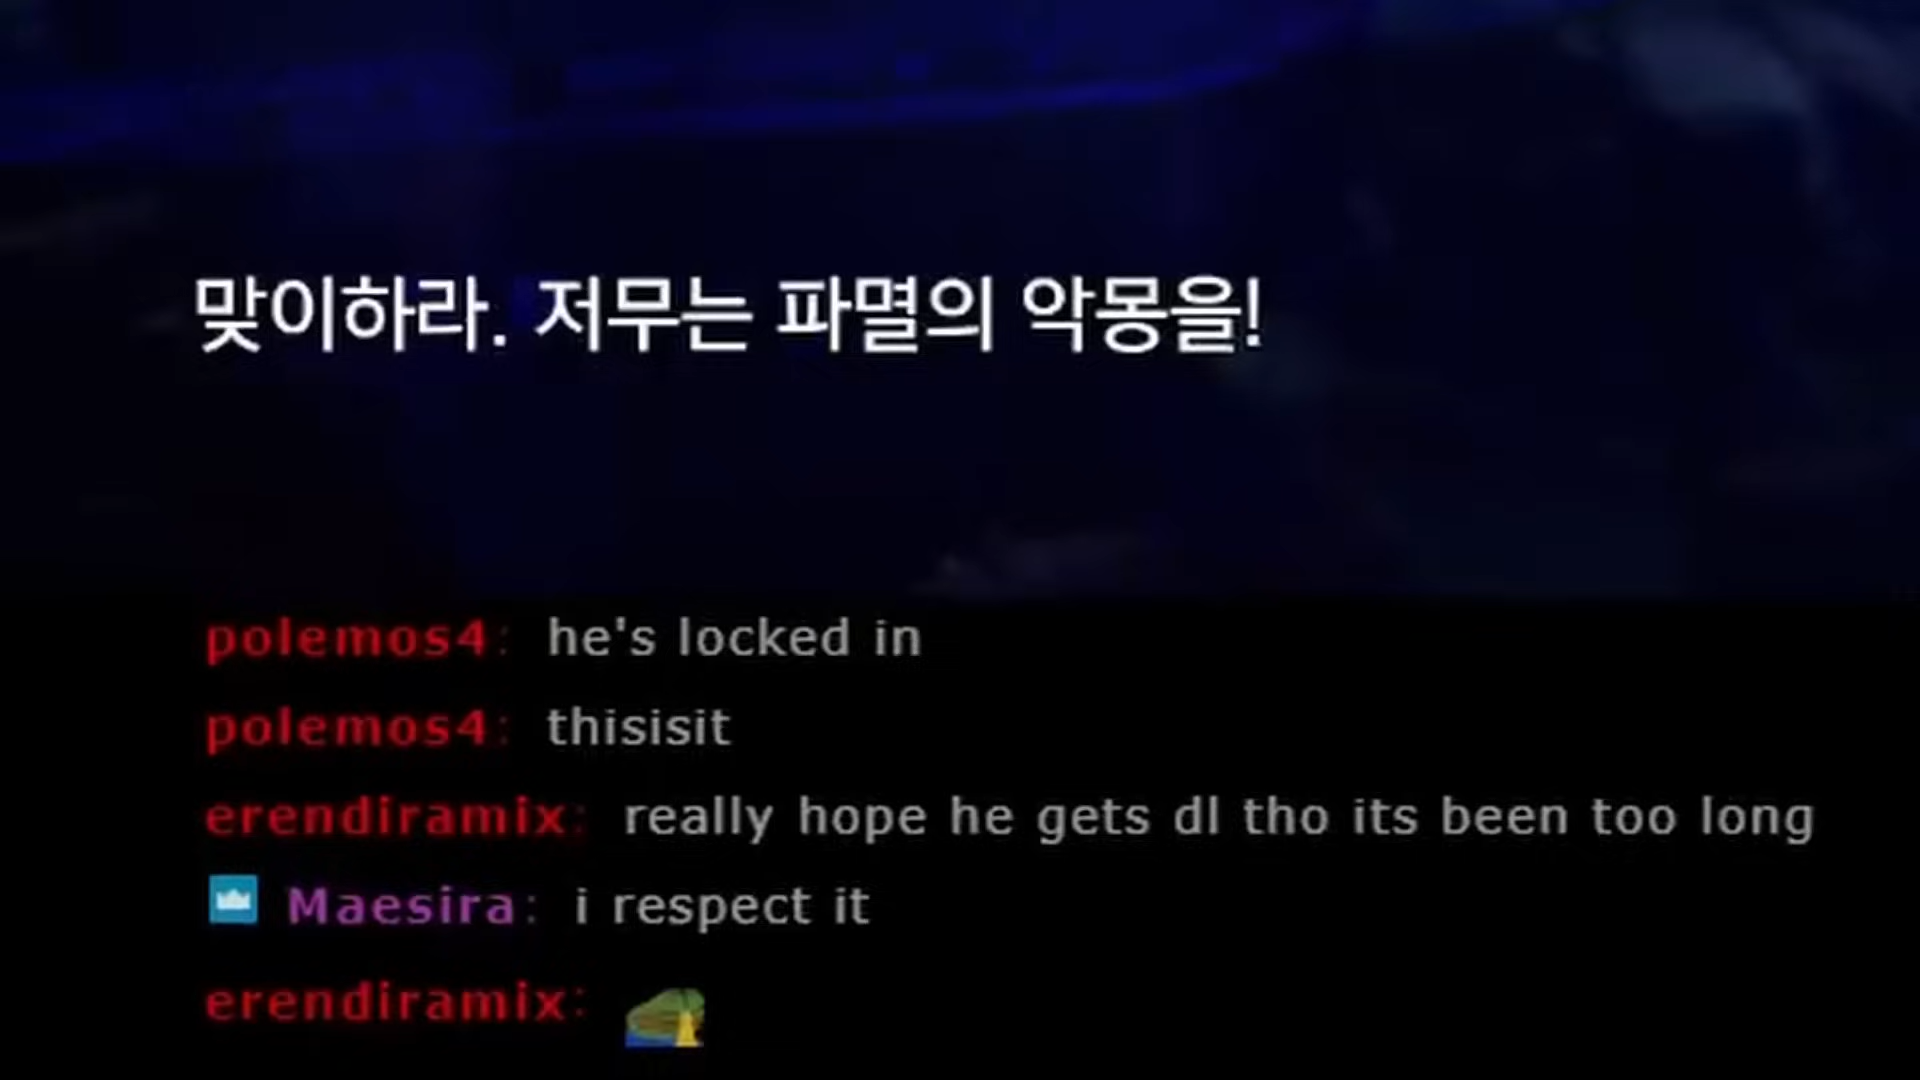 맞이하라. 저무는 파멸의 악몽을!
polemos4: he's locked in
polemos4: thisisit
erendiramix: really hope he gets dl tho its been too long
Maesira: i respect it
erendiramix: